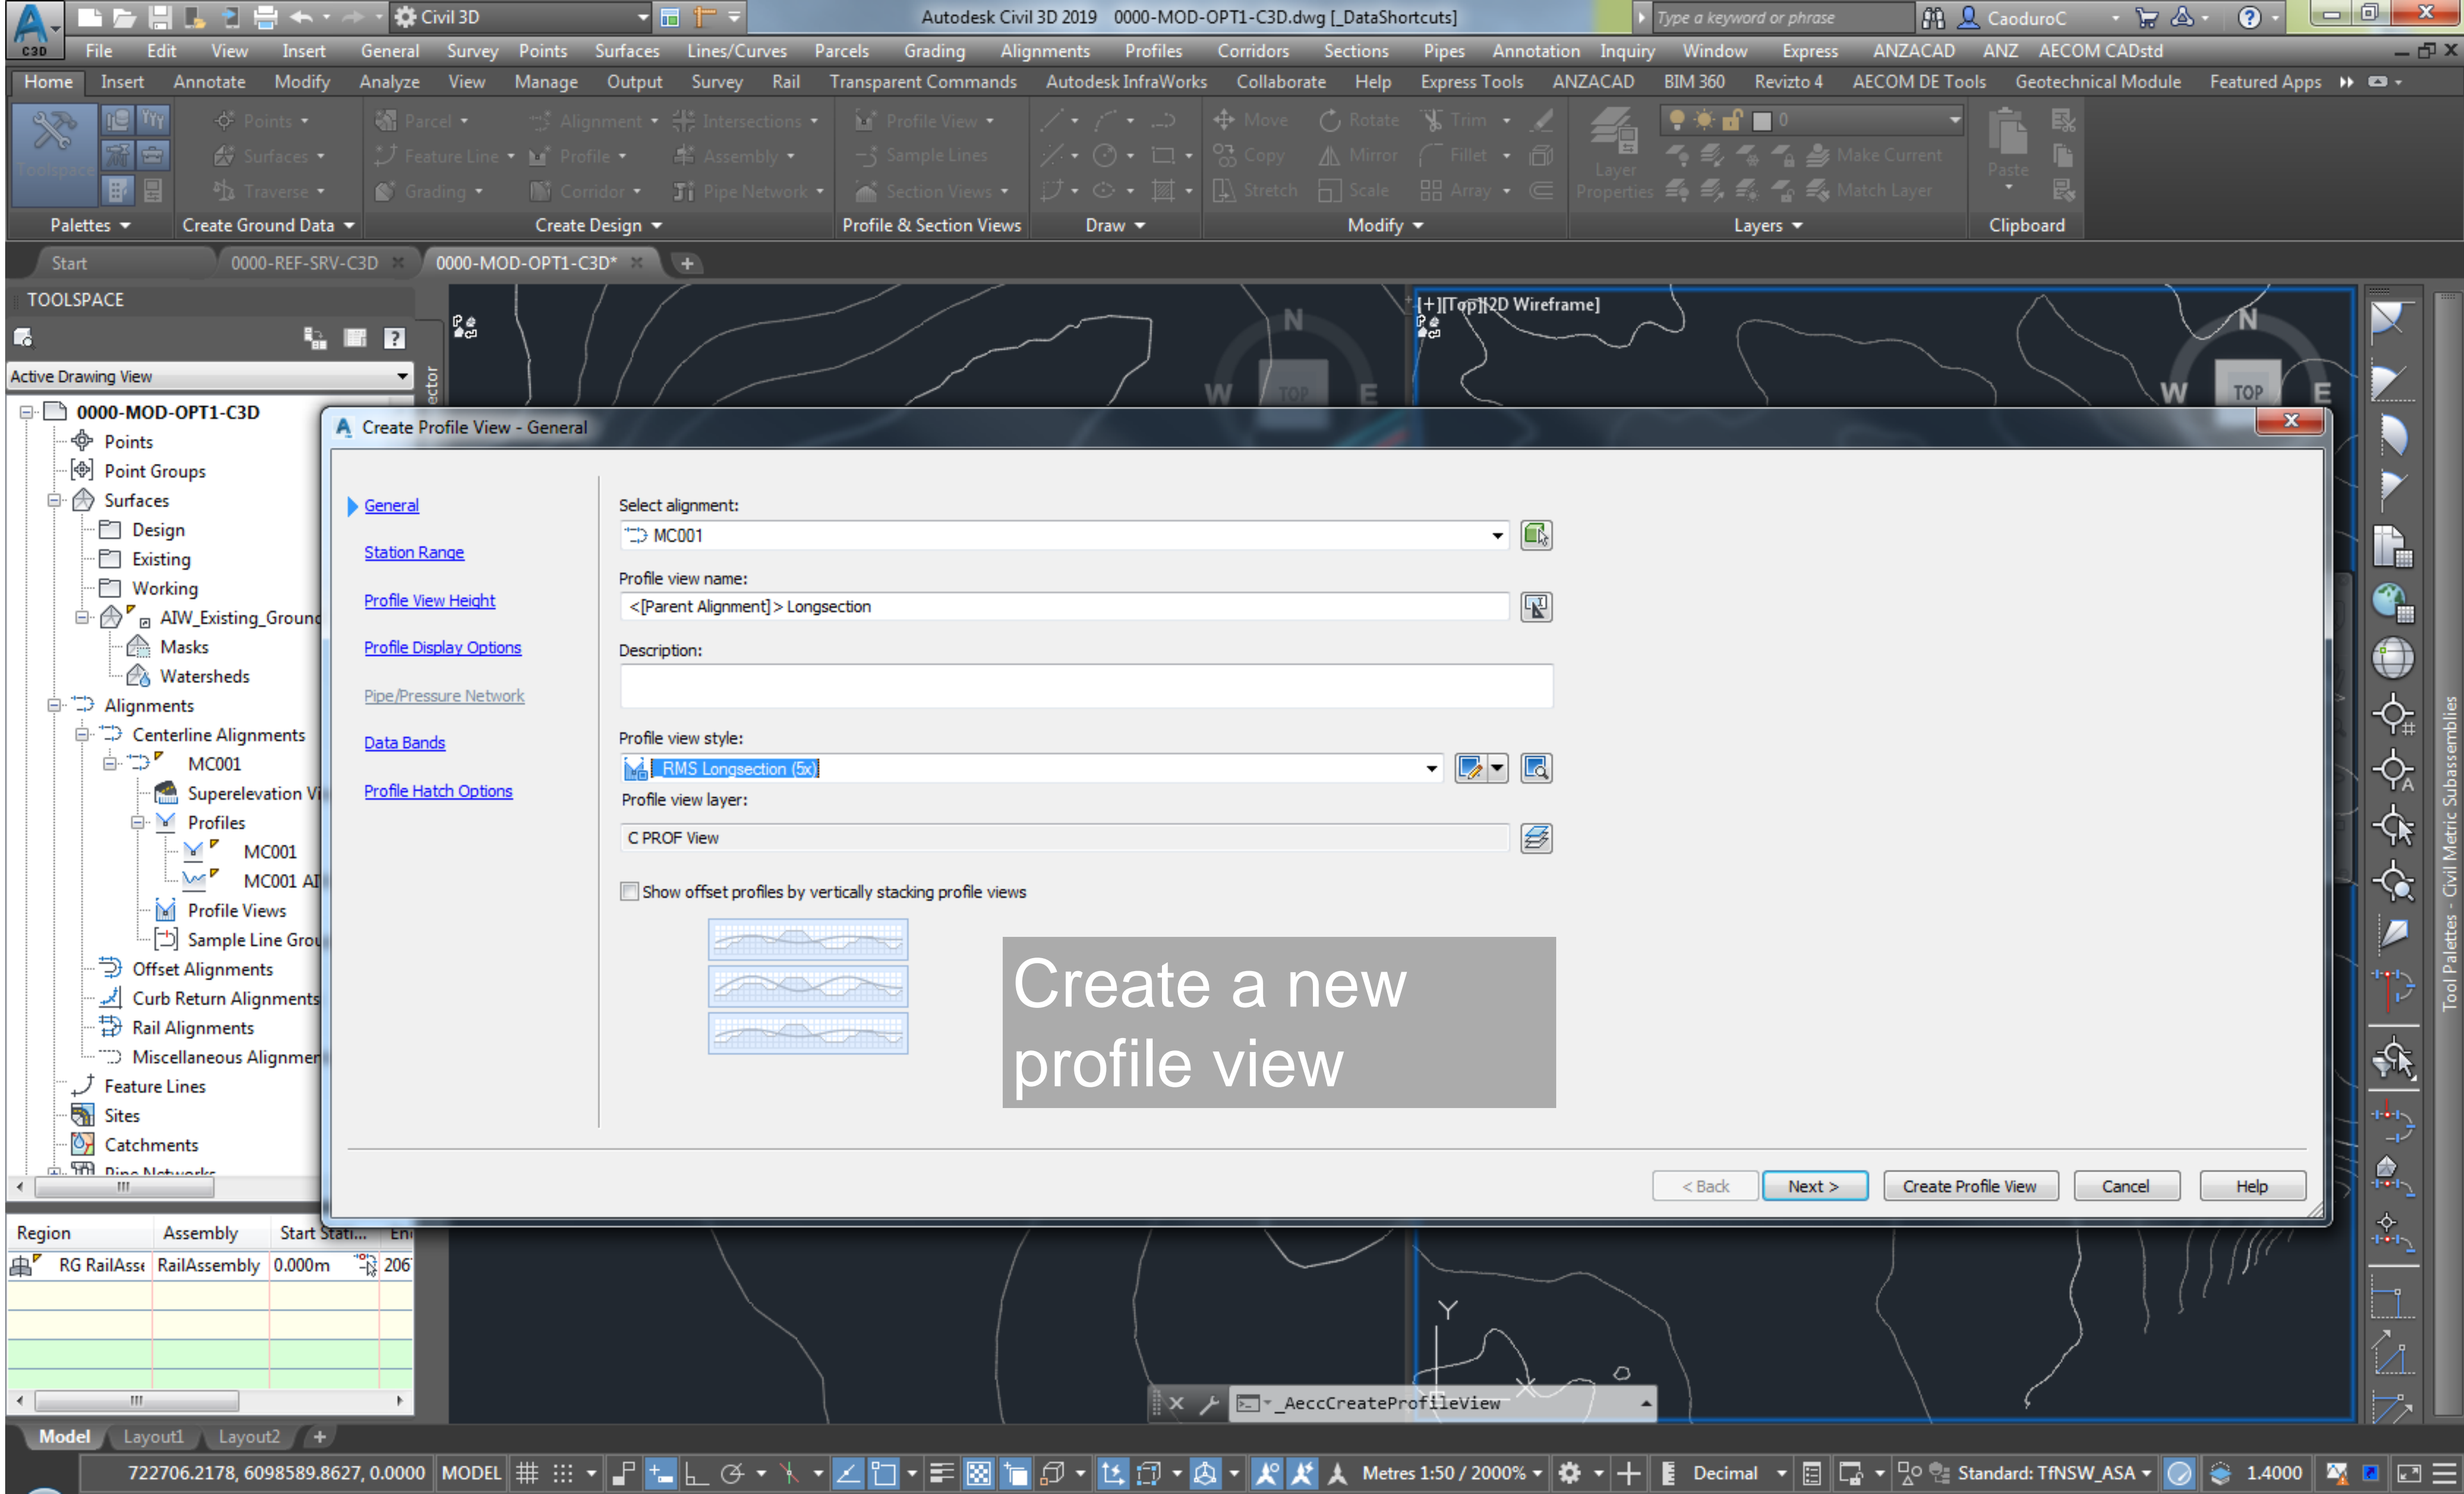 Civil 3D
Autodesk Civil 3D 2019 0000-MOD-OPT1-C3D.dwg [_DataShortcuts]
Type a keyword or phrase
CaoduroC
C3D
File Edit View Insert General Survey Points Surfaces Lines/Curves Parcels Grading Alignments Profiles Corridors Sections Pipes Annotation Inquiry Window Express ANZACAD ANZ AECOM CADstd
Home Insert Annotate Modify Analyze View Manage Output Survey Rail Transparent Commands Autodesk InfraWorks Collaborate Help Express Tools ANZACAD BIM 360 Revizto 4 AECOM DE Tools Geotechnical Module Featured Apps
Points Parcel Alignment Intersections Profile View Move Rotate Trim 0
Surfaces Feature Line Profile Assembly Sample Lines Copy Mirror Fillet Make Current
Toolspace Layer Paste
Traverse Grading Corridor Pipe Network Section Views Stretch Scale Array Properties Match Layer
Palettes Create Ground Data Create Design Profile & Section Views Draw Modify Layers Clipboard
Start 0000-REF-SRV-C3D 0000-MOD-OPT1-C3D* +
TOOLSPACE
Active Drawing View
[+][Top][2D Wireframe]
N
W TOP E
N
W TOP E
0000-MOD-OPT1-C3D
Points
Point Groups
Surfaces
Design
Existing
Working
AIW_Existing_Ground
Masks
Watersheds
Alignments
Centerline Alignments
MC001
Superelevation Vi
Profiles
MC001
MC001 AI
Profile Views
Sample Line Grou
Offset Alignments
Curb Return Alignments
Rail Alignments
Miscellaneous Alignmen
Feature Lines
Sites
Catchments
Pipe Networks
Create Profile View - General
General
Station Range
Profile View Height
Profile Display Options
Pipe/Pressure Network
Data Bands
Profile Hatch Options
Select alignment:
MC001
Profile view name:
<[Parent Alignment]> Longsection
Description:
Profile view style:
_RMS Longsection (5x)
Profile view layer:
C PROF View
Show offset profiles by vertically stacking profile views
Create a new
profile view
< Back Next > Create Profile View Cancel Help
Tool Palettes - Civil Metric Subassemblies
Region Assembly Start Stati... En
RG RailAsse RailAssembly 0.000m 206
Y
X
_AeccCreateProfileView
Model Layout1 Layout2 +
722706.2178, 6098589.8627, 0.0000 MODEL Metres 1:50 / 2000% Decimal Standard: TfNSW_ASA 1.4000